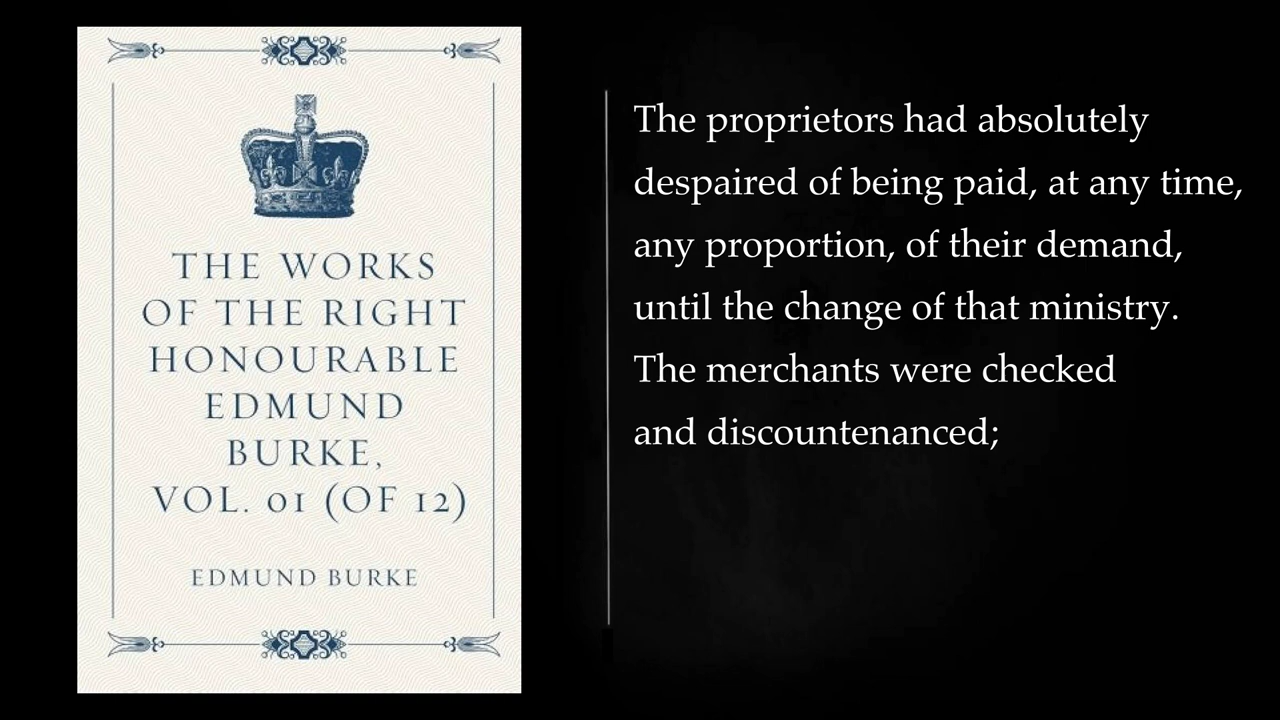 THE WORKS
OF THE RIGHT
HONOURABLE
EDMUND
BURKE,
VOL. 01 (OF 12)
EDMUND BURKE
The proprietors had absolutely
despaired of being paid, at any time,
any proportion, of their demand,
until the change of that ministry.
The merchants were checked
and discountenanced;